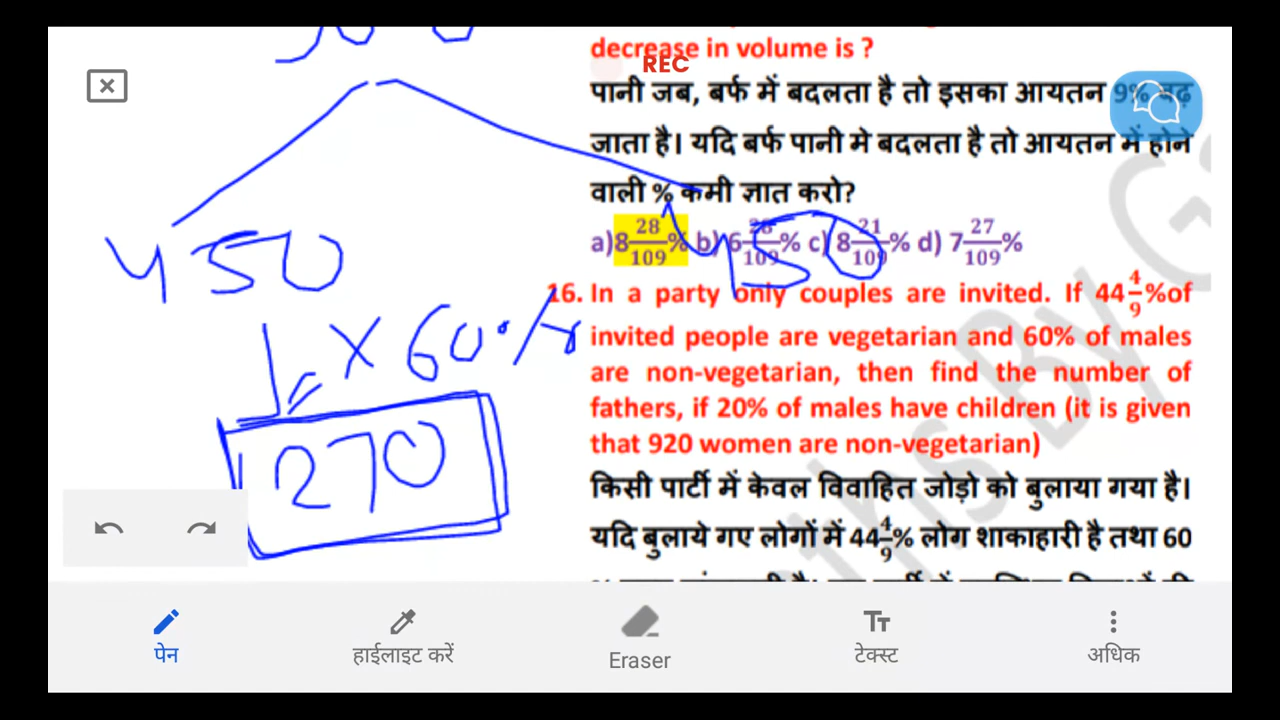 decrease in volume is ?
REC
पानी जब, बर्फ में बदलता है तो इसका आयतन 9% बढ़
जाता है। यदि बर्फ पानी मे बदलता है तो आयतन में होने
वाली % कमी ज्ञात करो?
a) 8 28/109 % b) 6 28/109 % c) 8 21/109 % d) 7 27/109 %
450
450
16. In a party only couples are invited. If 44 4/9 %of
invited people are vegetarian and 60% of males
are non-vegetarian, then find the number of
fathers, if 20% of males have children (it is given
that 920 women are non-vegetarian)
x 60%
270
किसी पार्टी में केवल विवाहित जोड़ो को बुलाया गया है।
यदि बुलाये गए लोगों में 44 4/9 % लोग शाकाहारी है तथा 60
पेन
हाईलाइट करें
Eraser
टेक्स्ट
अधिक